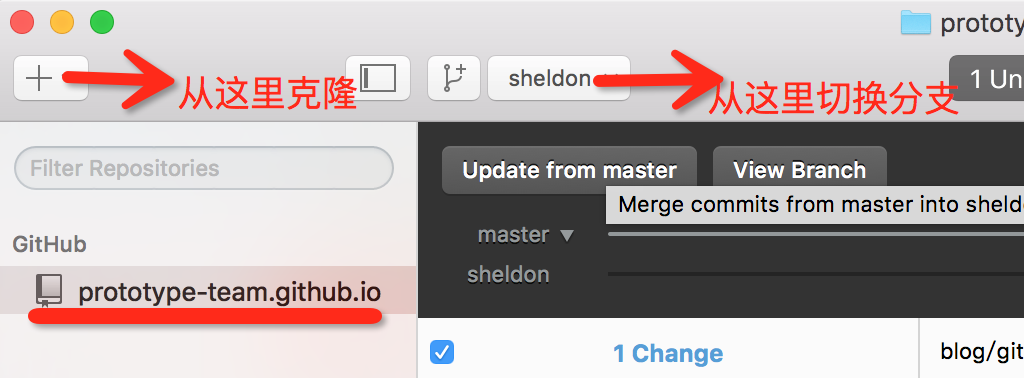 prototy
从这里克隆
sheldon
从这里切换分支
1 Un
Filter Repositories
Update from master
View Branch
Merge commits from master into sheld
GitHub
master
sheldon
prototype-team.github.io
1 Change
blog/git